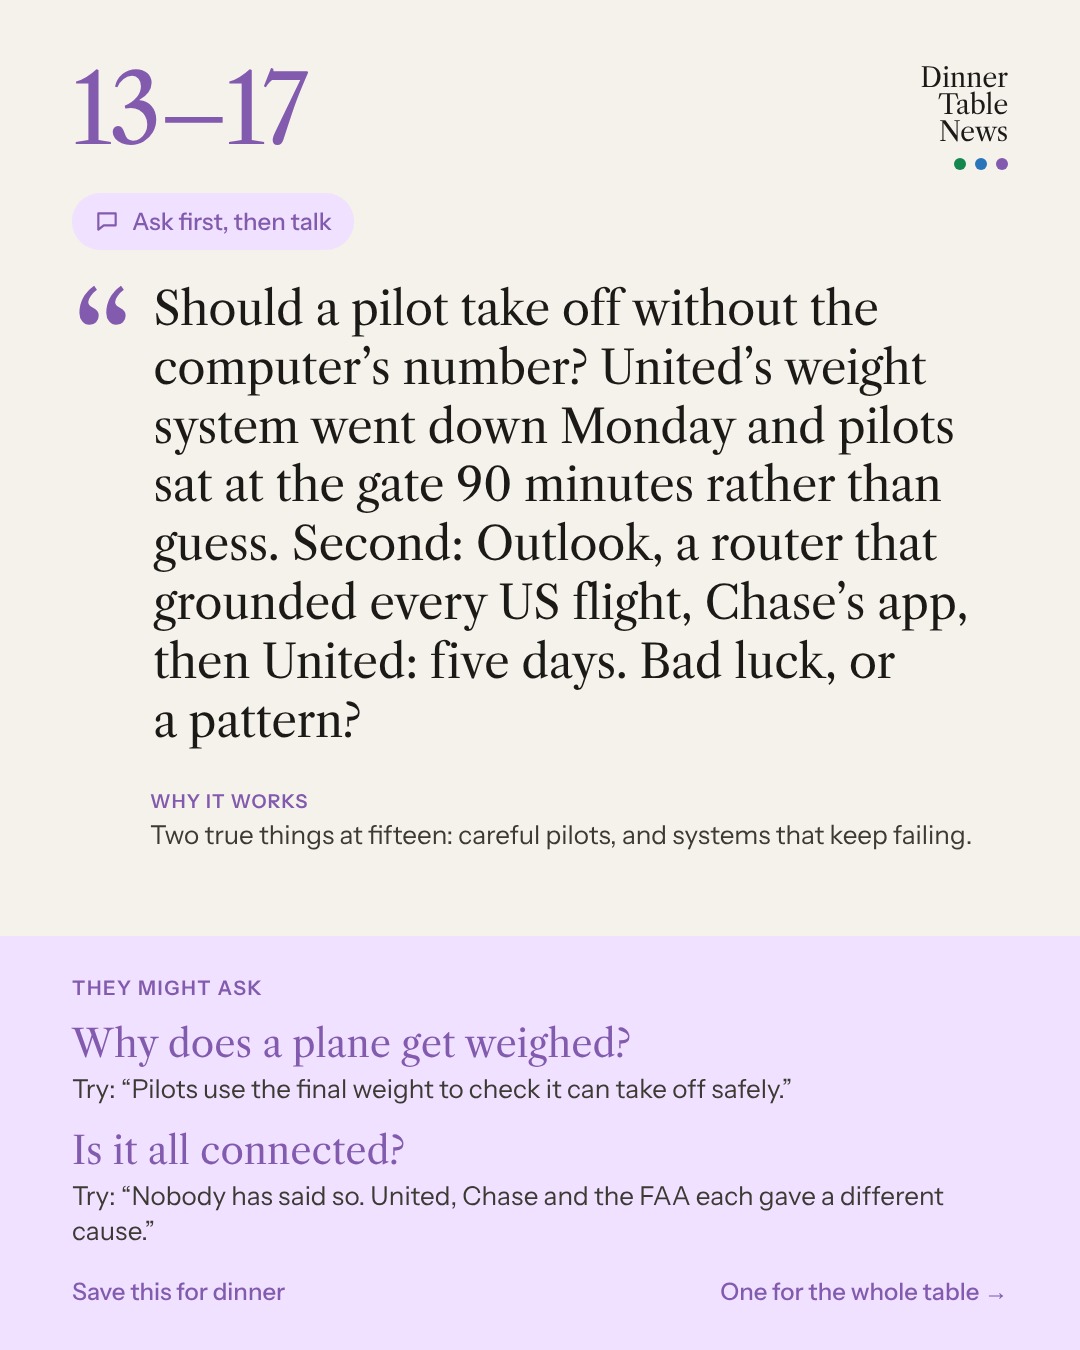 13–17
Dinner
Table
News
Ask first, then talk
“ Should a pilot take off without the
computer’s number? United’s weight
system went down Monday and pilots
sat at the gate 90 minutes rather than
guess. Second: Outlook, a router that
grounded every US flight, Chase’s app,
then United: five days. Bad luck, or
a pattern?
WHY IT WORKS
Two true things at fifteen: careful pilots, and systems that keep failing.
THEY MIGHT ASK
Why does a plane get weighed?
Try: “Pilots use the final weight to check it can take off safely.”
Is it all connected?
Try: “Nobody has said so. United, Chase and the FAA each gave a different
cause.”
Save this for dinner
One for the whole table →